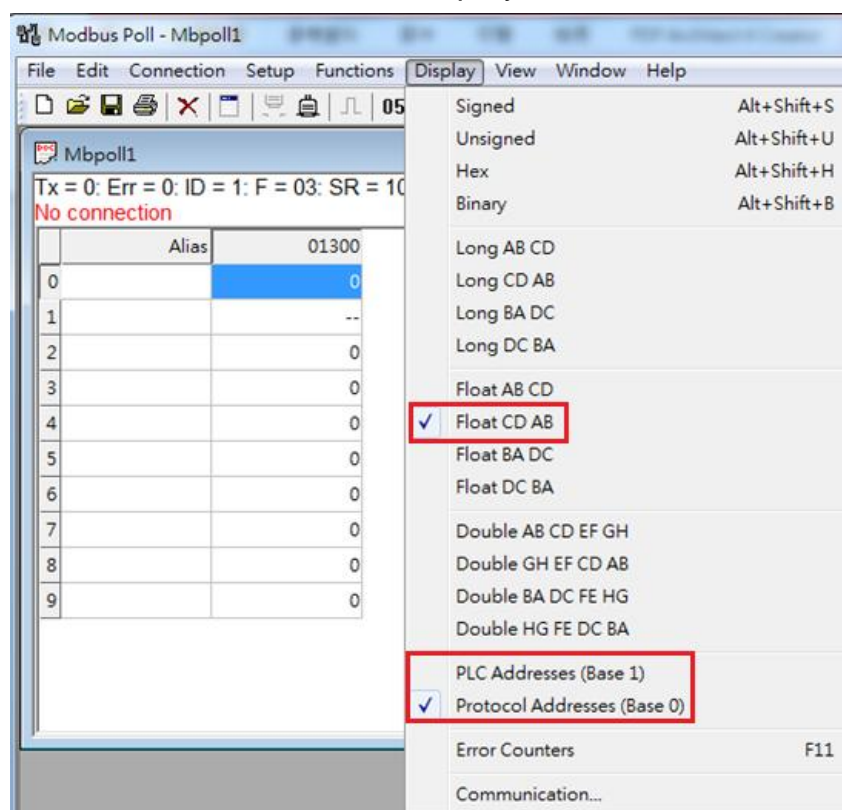 Modbus Poll - Mbpoll1
File Edit Connection Setup Functions Display View Window Help
05
Mbpoll1
Tx = 0: Err = 0: ID = 1: F = 03: SR = 10
No connection
Alias 01300
0 0
1 --
2 0
3 0
4 0
5 0
6 0
7 0
8 0
9 0
Signed Alt+Shift+S
Unsigned Alt+Shift+U
Hex Alt+Shift+H
Binary Alt+Shift+B
Long AB CD
Long CD AB
Long BA DC
Long DC BA
Float AB CD
✓ Float CD AB
Float BA DC
Float DC BA
Double AB CD EF GH
Double GH EF CD AB
Double BA DC FE HG
Double HG FE DC BA
PLC Addresses (Base 1)
✓ Protocol Addresses (Base 0)
Error Counters F11
Communication...